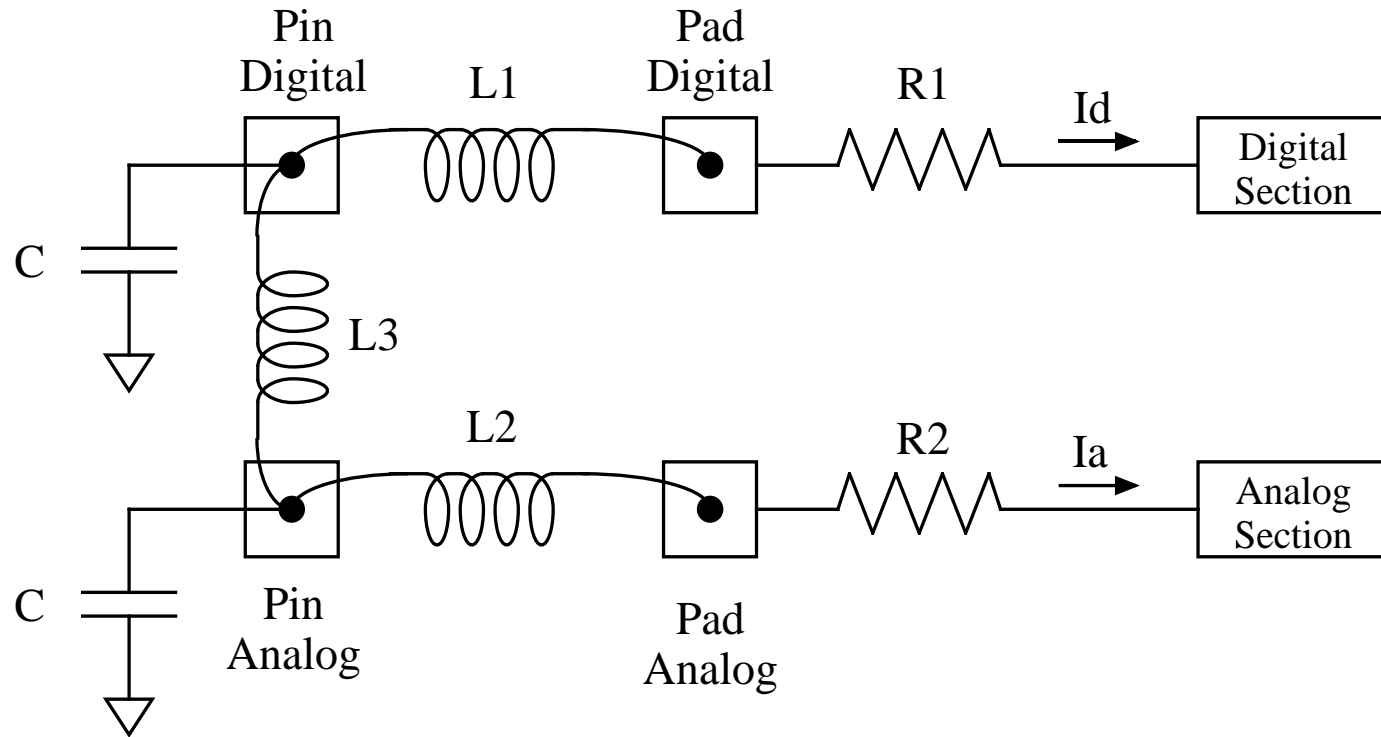 Pin
Digital
L1
Pad
Digital
R1
Id
Digital
Section
C
L3
L2
R2
Ia
Analog
Section
C
Pin
Analog
Pad
Analog